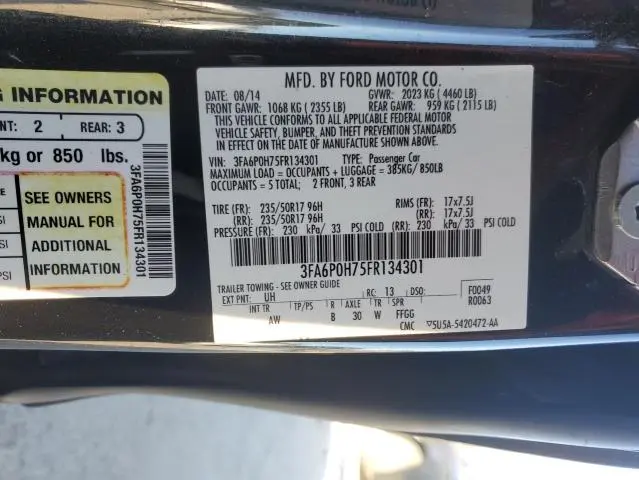 G INFORMATION
NT: 2 REAR: 3
kg or 850 lbs.
SEE OWNERS
MANUAL FOR
ADDITIONAL
INFORMATION
SI
SI
PSI
3FA6P0H75FR134301
MFD. BY FORD MOTOR CO.
DATE: 08/14 GVWR: 2023 KG (4460 LB)
FRONT GAWR: 1068 KG (2355 LB) REAR GAWR: 959 KG (2115 LB)
THIS VEHICLE CONFORMS TO ALL APPLICABLE FEDERAL MOTOR
VEHICLE SAFETY, BUMPER, AND THEFT PREVENTION STANDARDS IN
EFFECT ON THE DATE OF MANUFACTURE SHOWN ABOVE.
VIN: 3FA6P0H75FR134301 TYPE: Passenger Car
MAXIMUM LOAD = OCCUPANTS + LUGGAGE = 385KG/850LB
OCCUPANTS = 5 TOTAL; 2 FRONT, 3 REAR
TIRE (FR): 235/50R17 96H RIMS (FR): 17x7.5J
(RR): 235/50R17 96H (RR): 17x7.5J
PRESSURE (FR): 230 kPa/ 33 PSI COLD (RR): 230 kPa/ 33 PSI COLD
3FA6P0H75FR134301
TRAILER TOWING - SEE OWNER GUIDE
EXT PNT: UH RC: 13 DSO: F0049
INT TR TP/PS R AXLE TR SPR R0063
AW B 30 W FFGG
CMC 5U5A-5420472-AA